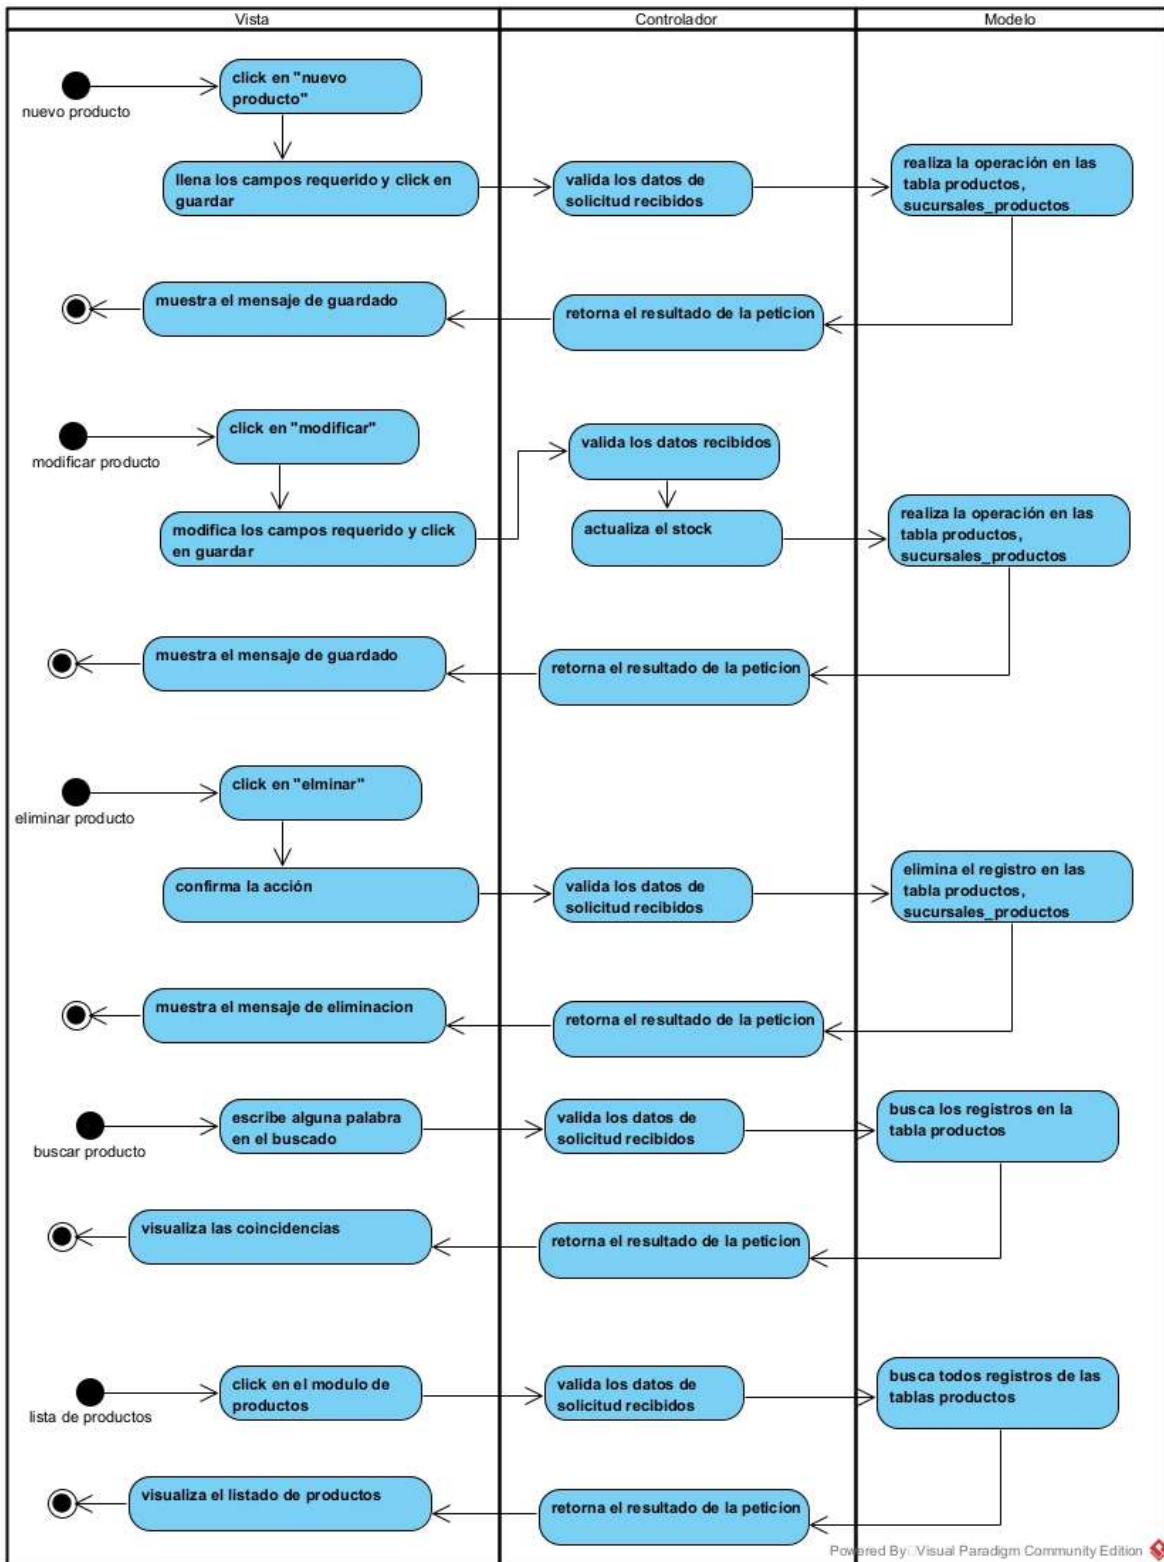 Vista
Controlador
Modelo
nuevo producto
click en "nuevo
producto"
llena los campos requerido y click en
guardar
valida los datos de
solicitud recibidos
realiza la operación en las
tabla productos,
sucursales_productos
muestra el mensaje de guardado
retorna el resultado de la peticion
modificar producto
click en "modificar"
modifica los campos requerido y click
en guardar
valida los datos recibidos
actualiza el stock
realiza la operación en las
tabla productos,
sucursales_productos
muestra el mensaje de guardado
retorna el resultado de la peticion
eliminar producto
click en "elminar"
confirma la acción
valida los datos de
solicitud recibidos
elimina el registro en las
tabla productos,
sucursales_productos
muestra el mensaje de eliminacion
retorna el resultado de la peticion
buscar producto
escribe alguna palabra
en el buscado
valida los datos de
solicitud recibidos
busca los registros en la
tabla productos
visualiza las coincidencias
retorna el resultado de la peticion
lista de productos
click en el modulo de
productos
valida los datos de
solicitud recibidos
busca todos registros de las
tablas productos
visualiza el listado de productos
retorna el resultado de la peticion
Powered By Visual Paradigm Community Edition